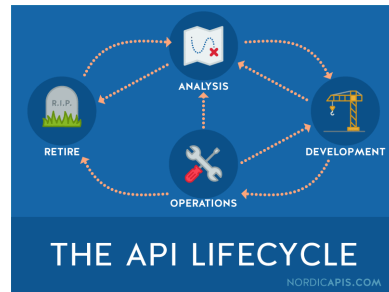 ANALYSIS
R.I.P.
RETIRE
DEVELOPMENT
OPERATIONS
THE API LIFECYCLE
NORDICAPIS.COM